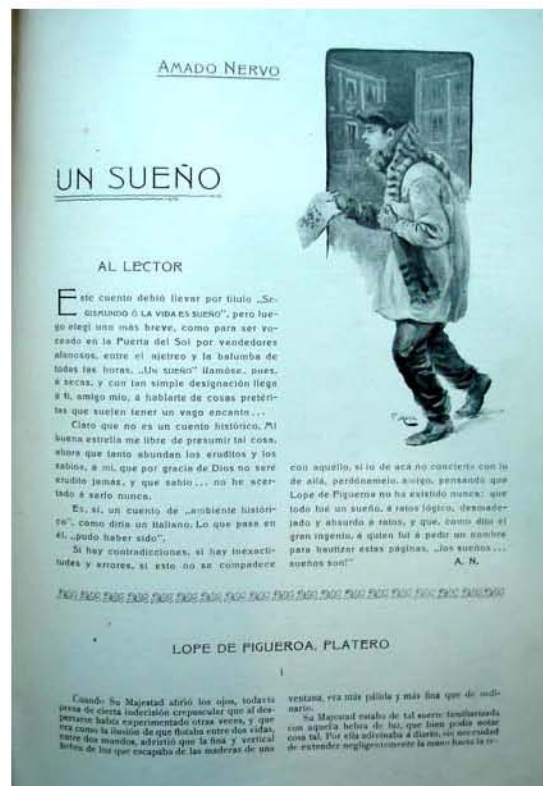 AMADO NERVO
UN SUEÑO
AL LECTOR
Este cuento debió llevar por título „SE-
GISMUNDO Ó LA VIDA ES SUEÑO", pero lue-
go elegí uno más breve, como para ser vo-
ceado en la Puerta del Sol por vendedores
afanosos, entre el ajetreo y la balumba de
todas las horas. „Un sueño" llamóse, pues,
á secas, y con tan simple designación llega
á ti, amigo mío, á hablarte de cosas pretéri-
tas que suelen tener un vago encanto...
Claro que no es un cuento histórico. Mi
buena estrella me libre de presumir tal cosa,
ahora que tanto abundan los eruditos y los
sabios, á mí, que por gracia de Dios no seré
erudito jamás, y que sabio... no he acer-
tado á serlo nunca.
Es, sí, un cuento de „ambiente históri-
co", como diría un italiano. Lo que pasa en
él, „pudo haber sido".
Si hay contradicciones, si hay inexacti-
tudes y errores, si esto no se compadece
con aquello, si lo de acá no concierta con lo
de allá, perdónamelo, amigo, pensando que
Lope de Figueroa no ha existido nunca; que
todo fué un sueño, á ratos lógico, desmade-
jado y absurdo á ratos, y que, como dijo el
gran ingenio, á quien fuí á pedir un nombre
para bautizar estas páginas, „los sueños...
sueños son!"
A. N.
LOPE DE FIGUEROA, PLATERO
I
Cuando Su Majestad abrió los ojos, todavía
presa de cierta indecisión crepuscular que al des-
pertarse había experimentado otras veces, y que
era como la ilusión de que flotaba entre dos vidas,
entre dos mundos, advirtió que la fina y vertical
hebra de luz que escapaba de las maderas de una
ventana, era más pálida y más fina que de ordi-
nario.
Su Majestad estaba de tal suerte familiarizada
con aquella hebra de luz, que bien podía notar
cosa tal. Por ella adivinaba á diario, sin necesidad
de extender negligentemente la mano hacia la re-